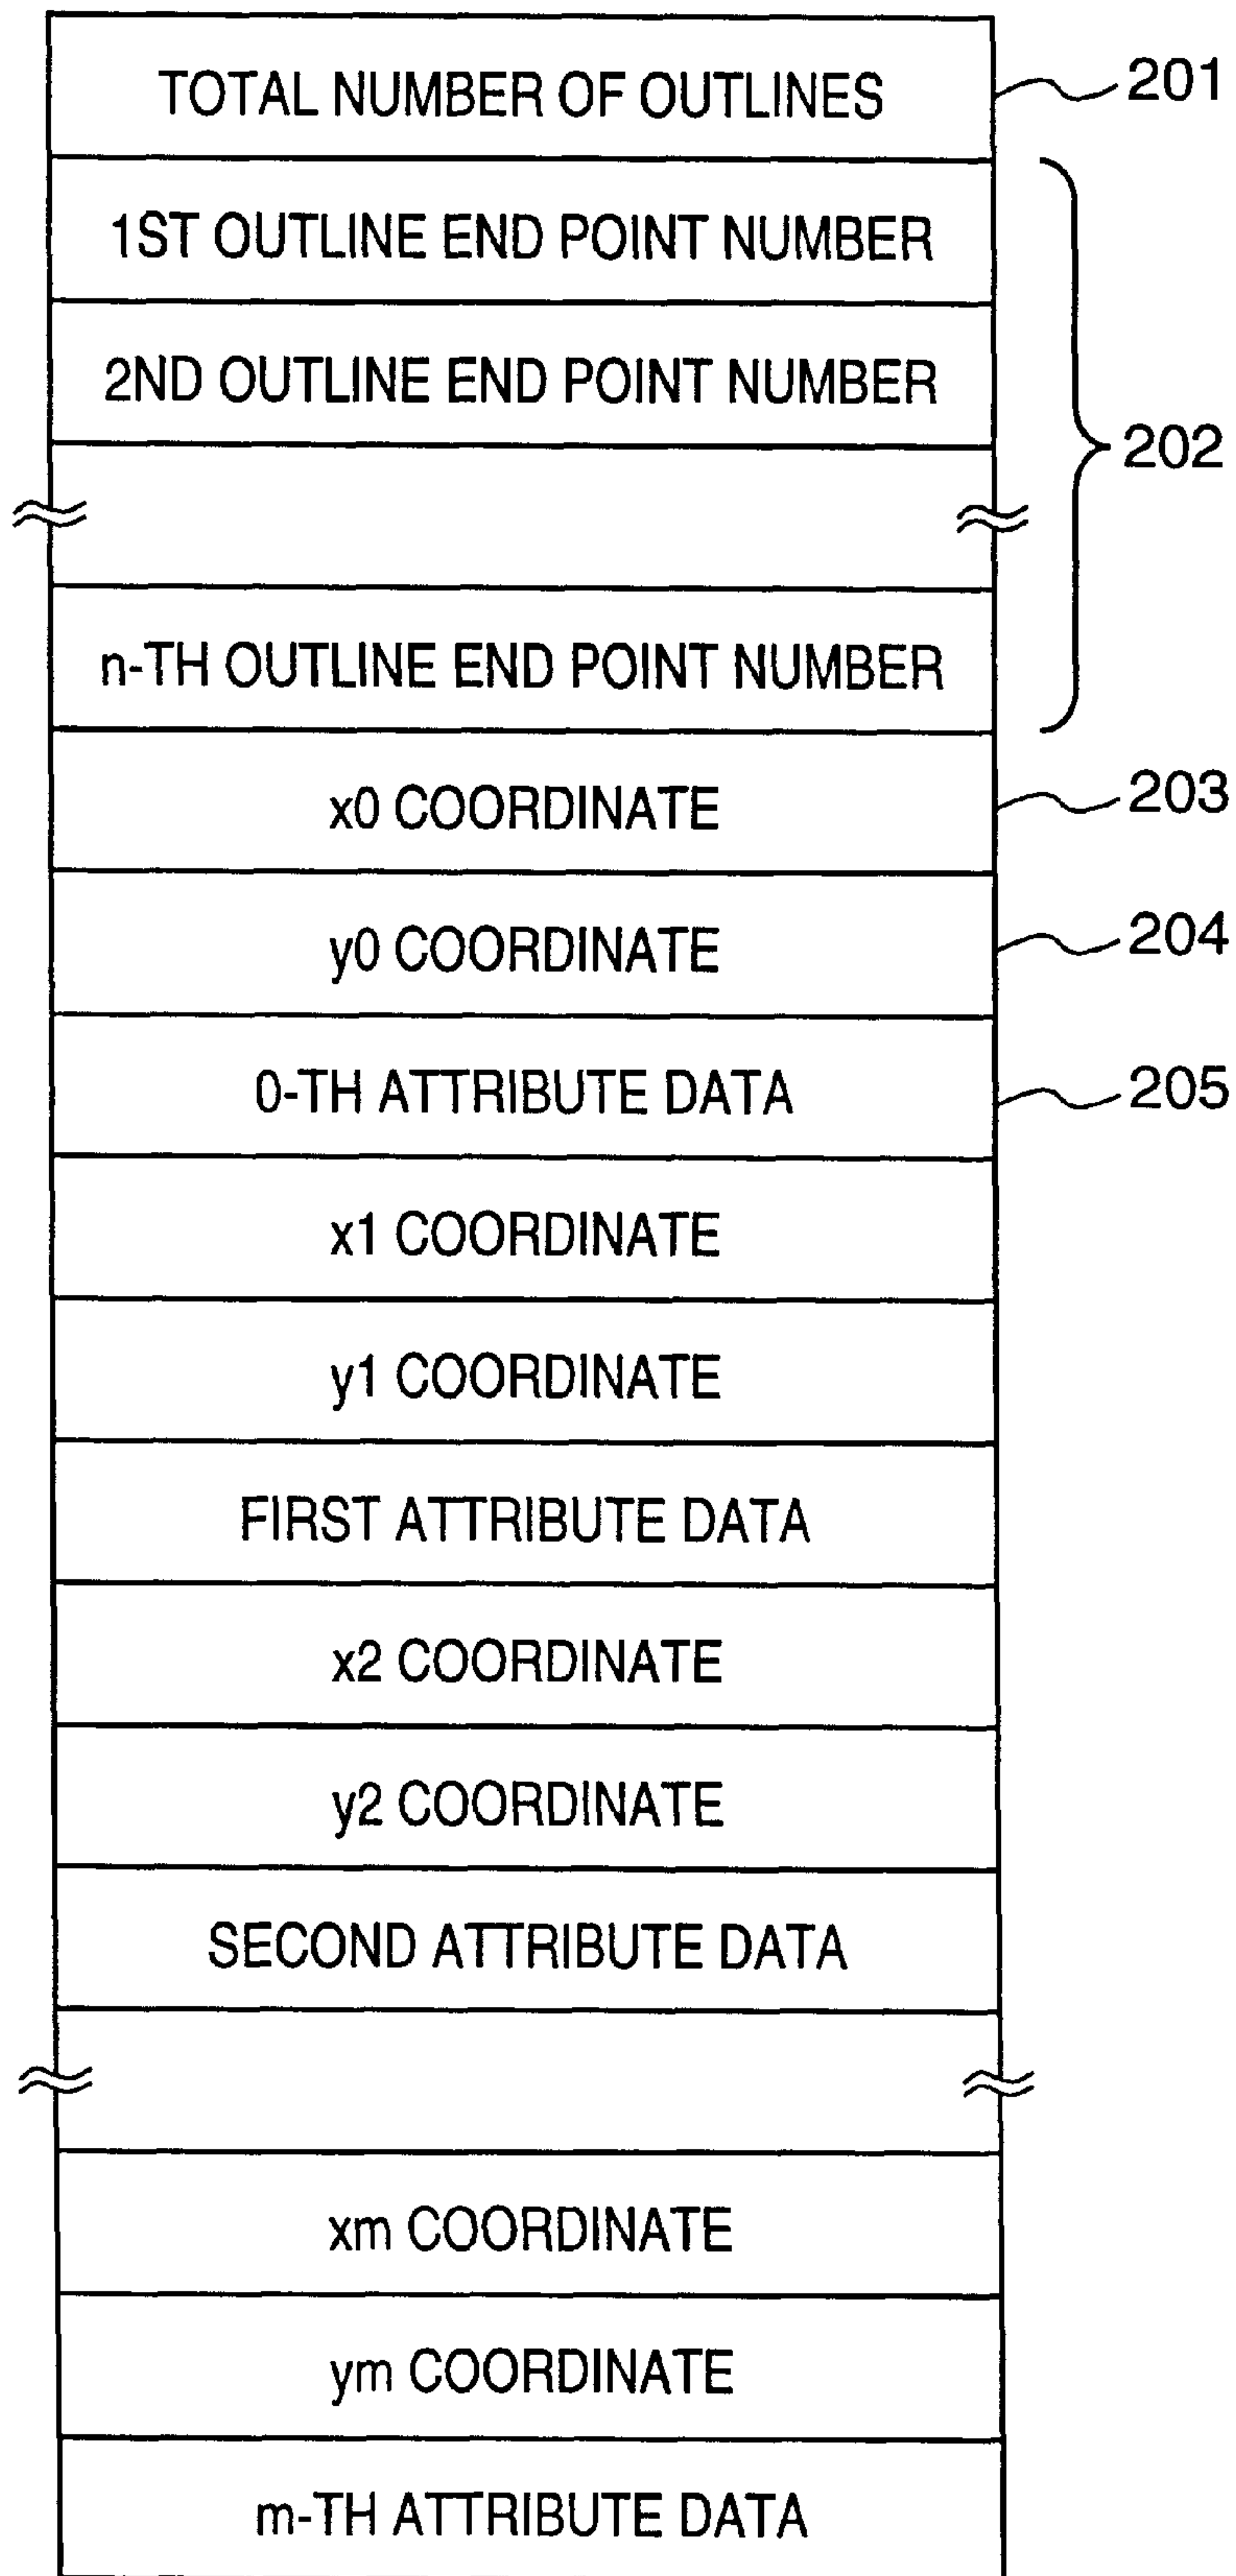 TOTAL NUMBER OF OUTLINES 201
1ST OUTLINE END POINT NUMBER
2ND OUTLINE END POINT NUMBER
202
n-TH OUTLINE END POINT NUMBER
x0 COORDINATE 203
y0 COORDINATE 204
0-TH ATTRIBUTE DATA 205
x1 COORDINATE
y1 COORDINATE
FIRST ATTRIBUTE DATA
x2 COORDINATE
y2 COORDINATE
SECOND ATTRIBUTE DATA
xm COORDINATE
ym COORDINATE
m-TH ATTRIBUTE DATA